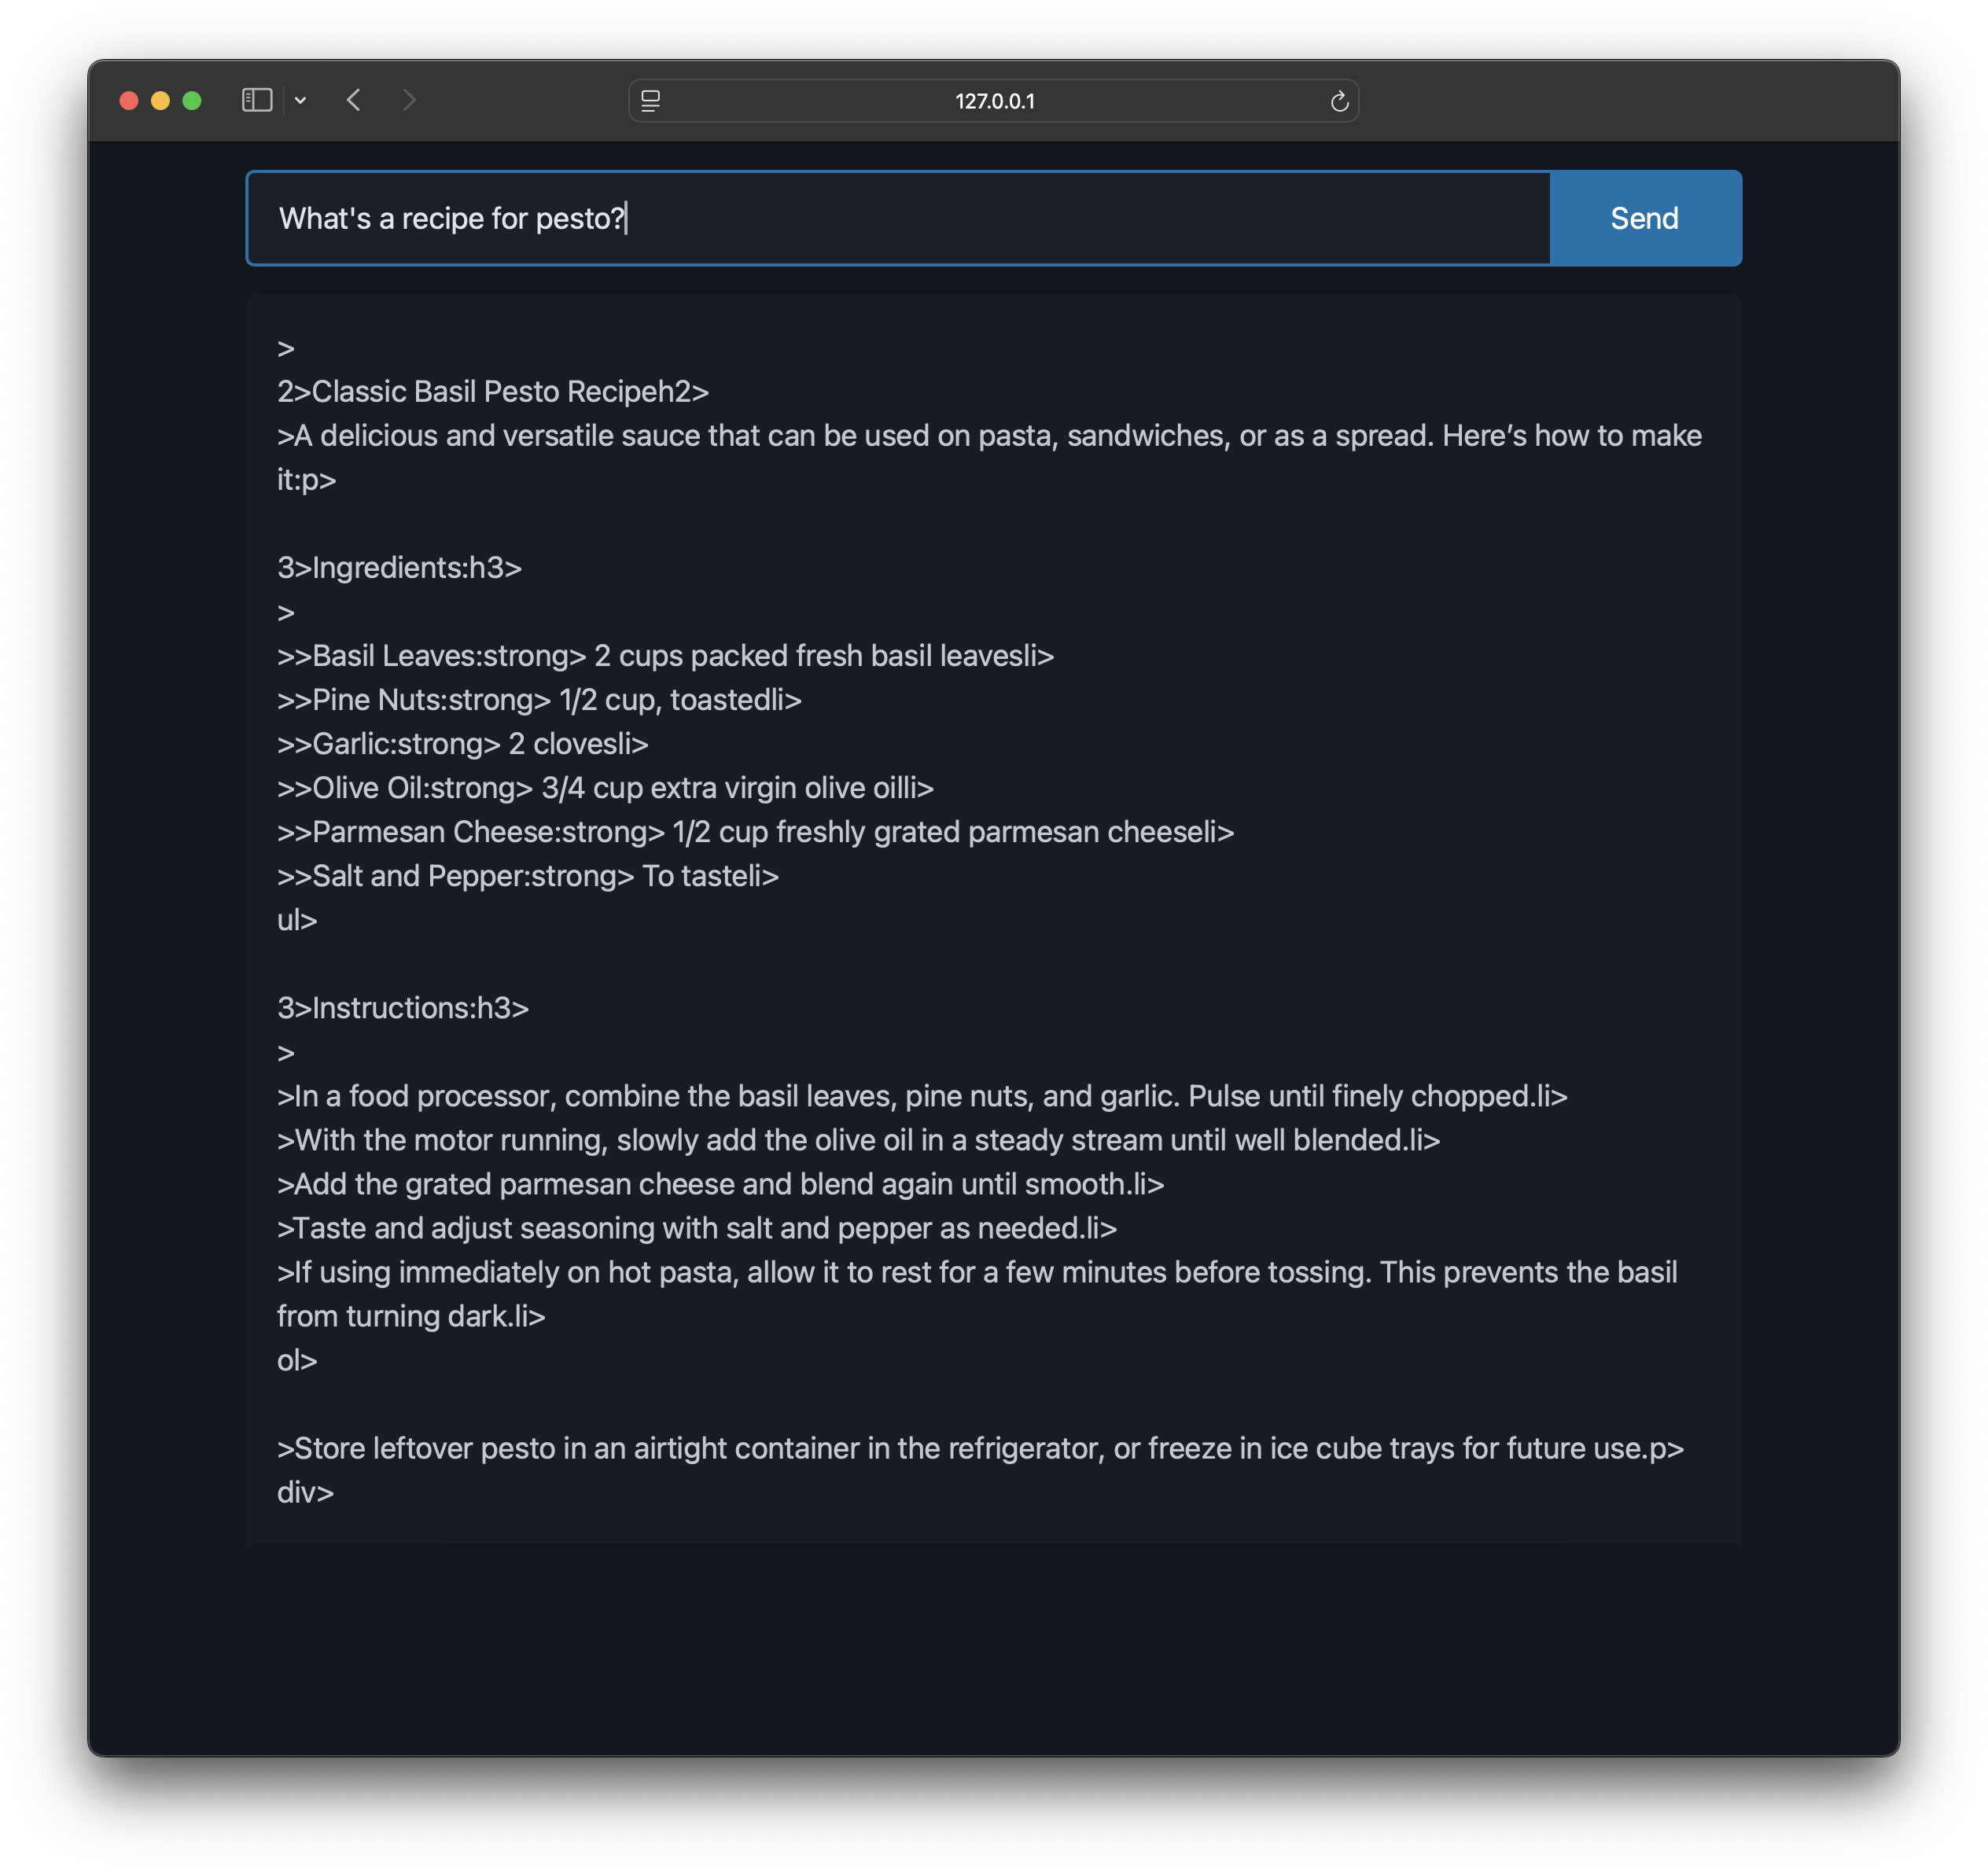 127.0.0.1
What's a recipe for pesto?
Send
>
2>Classic Basil Pesto Recipeh2>
>A delicious and versatile sauce that can be used on pasta, sandwiches, or as a spread. Here’s how to make
it:p>
3>Ingredients:h3>
>
>>Basil Leaves:strong> 2 cups packed fresh basil leavesli>
>>Pine Nuts:strong> 1/2 cup, toastedli>
>>Garlic:strong> 2 clovesli>
>>Olive Oil:strong> 3/4 cup extra virgin olive oilli>
>>Parmesan Cheese:strong> 1/2 cup freshly grated parmesan cheeseli>
>>Salt and Pepper:strong> To tasteli>
ul>
3>Instructions:h3>
>
>In a food processor, combine the basil leaves, pine nuts, and garlic. Pulse until finely chopped.li>
>With the motor running, slowly add the olive oil in a steady stream until well blended.li>
>Add the grated parmesan cheese and blend again until smooth.li>
>Taste and adjust seasoning with salt and pepper as needed.li>
>If using immediately on hot pasta, allow it to rest for a few minutes before tossing. This prevents the basil
from turning dark.li>
ol>
>Store leftover pesto in an airtight container in the refrigerator, or freeze in ice cube trays for future use.p>
div>